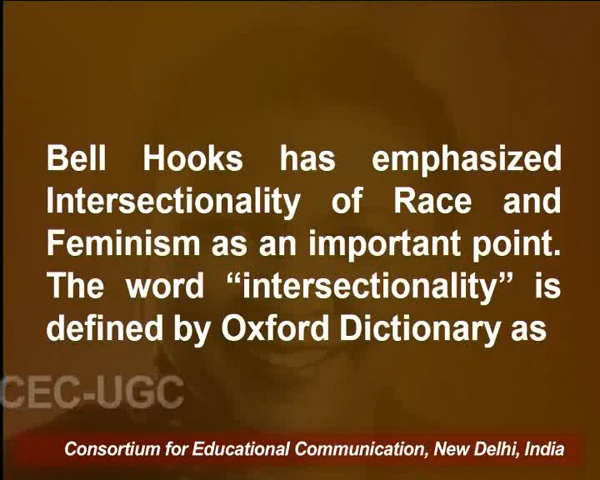 Bell Hooks has emphasized
Intersectionality of Race and
Feminism as an important point.
The word “intersectionality” is
defined by Oxford Dictionary as
CEC-UGC
Consortium for Educational Communication, New Delhi, India